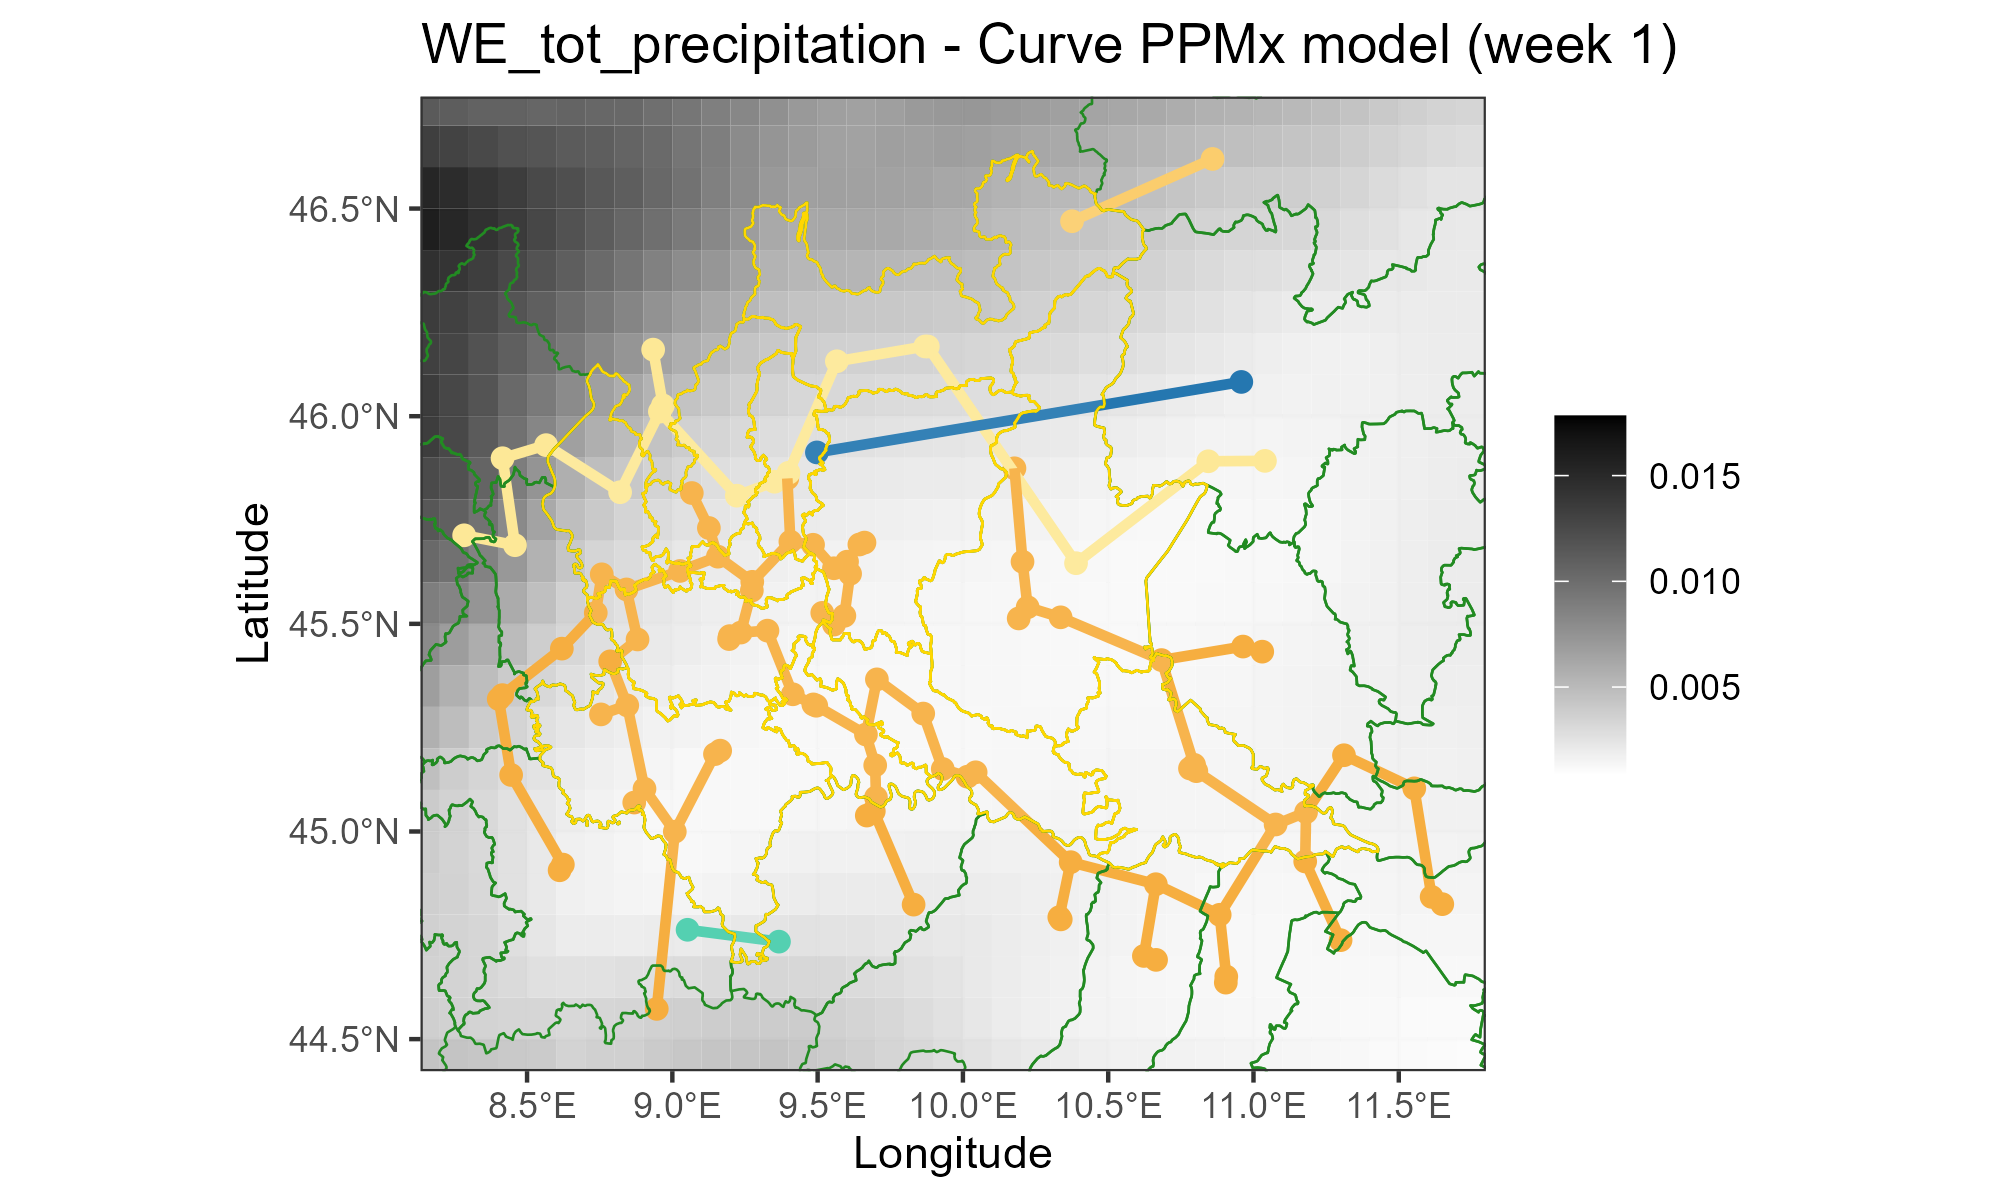 WE_tot_precipitation - Curve PPMx model (week 1)
46.5°N
46.0°N
45.5°N
45.0°N
44.5°N
Latitude
8.5°E 9.0°E 9.5°E 10.0°E 10.5°E 11.0°E 11.5°E
Longitude
0.015
0.010
0.005